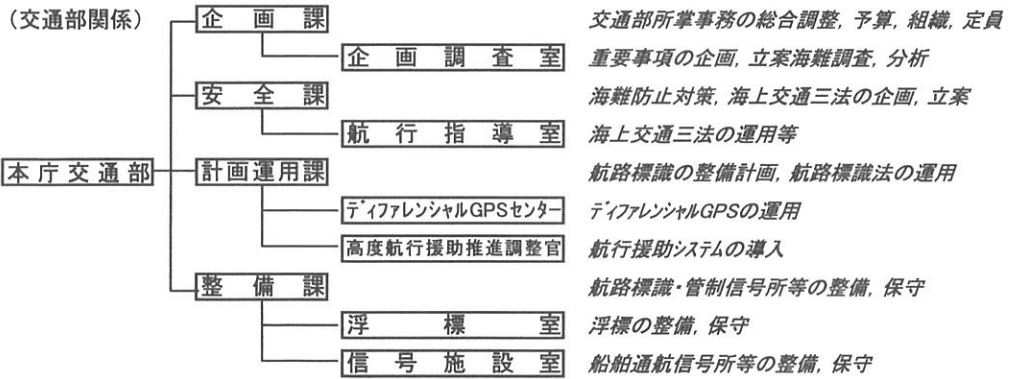 (交通部関係)
企画課 交通部所掌事務の総合調整, 予算, 組織, 定員
企画調査室 重要事項の企画, 立案海難調査, 分析
安全課 海難防止対策, 海上交通三法の企画, 立案
航行指導室 海上交通三法の運用等
本庁交通部 計画運用課 航路標識の整備計画, 航路標識法の運用
ディファレンシャルGPSセンター ディファレンシャルGPSの運用
高度航行援助推進調整官 航行援助システムの導入
整備課 航路標識・管制信号所等の整備, 保守
浮標室 浮標の整備, 保守
信号施設室 船舶通航信号所等の整備, 保守